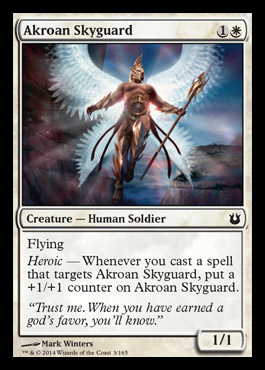 Akroan Skyguard 1
Creature — Human Soldier
Flying
Heroic — Whenever you cast a spell
that targets Akroan Skyguard, put a
+1/+1 counter on Akroan Skyguard.
“Trust me. When you have earned a
god’s favor, you’ll know.”
1/1
Mark Winters
™ & © 2014 Wizards of the Coast 3/165